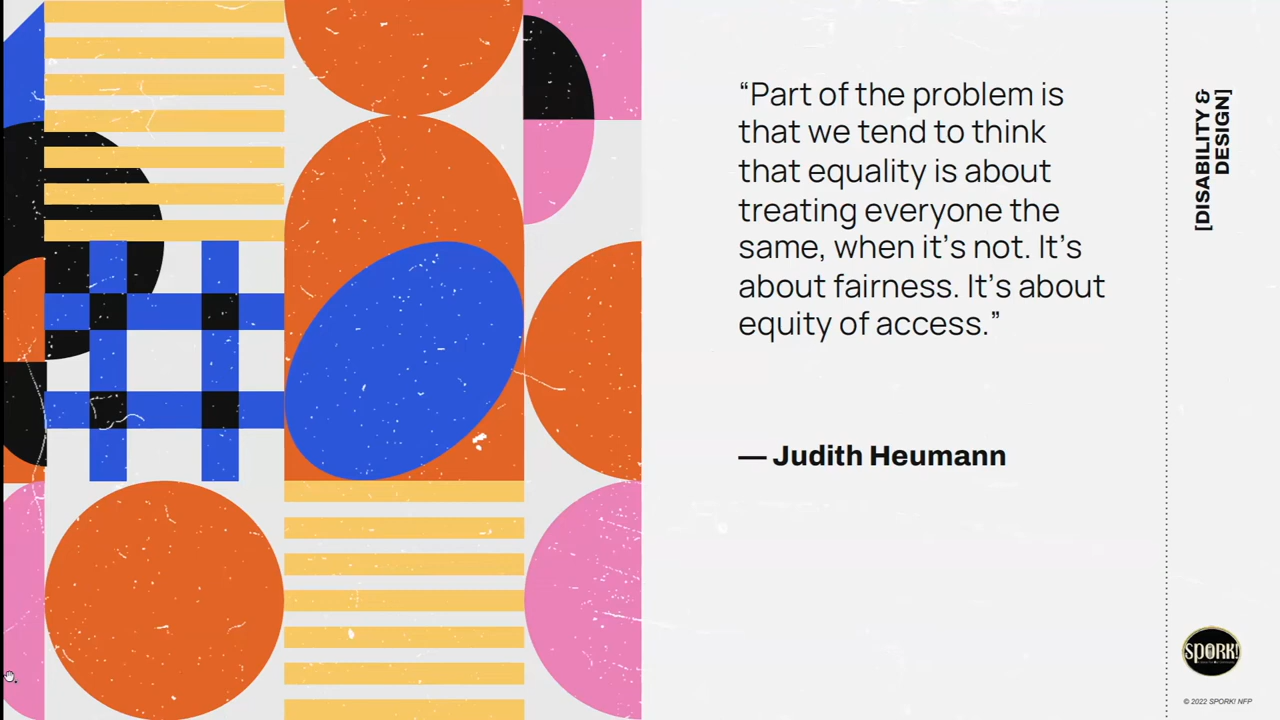 “Part of the problem is
that we tend to think
that equality is about
treating everyone the
same, when it’s not. It’s
about fairness. It’s about
equity of access.”
— Judith Heumann
[DISABILITY &
DESIGN]
SPORK!
© 2022 SPORK! NFP